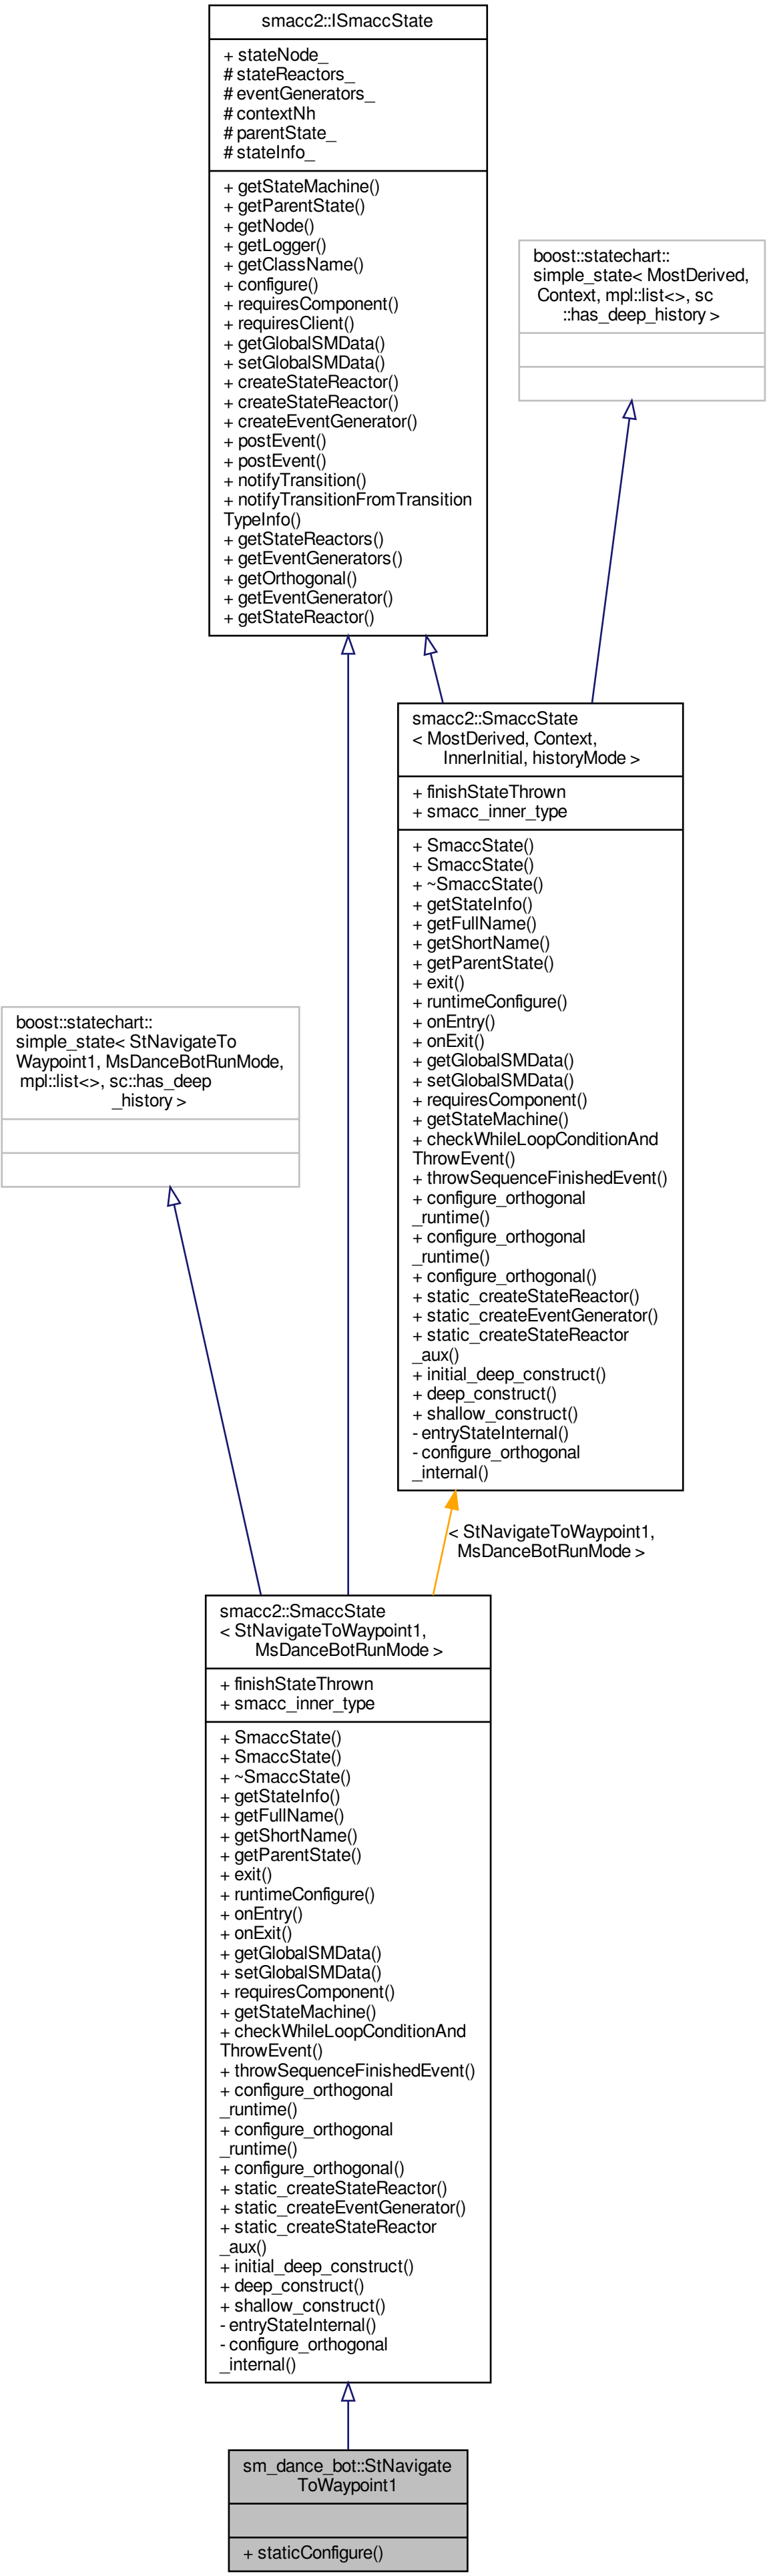 smacc2::ISmaccState
+ stateNode_
# stateReactors_
# eventGenerators_
# contextNh
# parentState_
# stateInfo_
+ getStateMachine()
+ getParentState()
+ getNode()
+ getLogger()
+ getClassName()
+ configure()
+ requiresComponent()
+ requiresClient()
+ getGlobalSMData()
+ setGlobalSMData()
+ createStateReactor()
+ createStateReactor()
+ createEventGenerator()
+ postEvent()
+ postEvent()
+ notifyTransition()
+ notifyTransitionFromTransition
TypeInfo()
+ getStateReactors()
+ getEventGenerators()
+ getOrthogonal()
+ getEventGenerator()
+ getStateReactor()
boost::statechart::
simple_state< MostDerived,
Context, mpl::list<>, sc
::has_deep_history >
smacc2::SmaccState
< MostDerived, Context,
InnerInitial, historyMode >
+ finishStateThrown
+ smacc_inner_type
+ SmaccState()
+ SmaccState()
+ ~SmaccState()
+ getStateInfo()
+ getFullName()
+ getShortName()
+ getParentState()
+ exit()
+ runtimeConfigure()
+ onEntry()
+ onExit()
+ getGlobalSMData()
+ setGlobalSMData()
+ requiresComponent()
+ getStateMachine()
+ checkWhileLoopConditionAnd
ThrowEvent()
+ throwSequenceFinishedEvent()
+ configure_orthogonal
_runtime()
+ configure_orthogonal
_runtime()
+ configure_orthogonal()
+ static_createStateReactor()
+ static_createEventGenerator()
+ static_createStateReactor
_aux()
+ initial_deep_construct()
+ deep_construct()
+ shallow_construct()
- entryStateInternal()
- configure_orthogonal
_internal()
boost::statechart::
simple_state< StNavigateTo
Waypoint1, MsDanceBotRunMode,
mpl::list<>, sc::has_deep
_history >
< StNavigateToWaypoint1,
MsDanceBotRunMode >
smacc2::SmaccState
< StNavigateToWaypoint1,
MsDanceBotRunMode >
+ finishStateThrown
+ smacc_inner_type
+ SmaccState()
+ SmaccState()
+ ~SmaccState()
+ getStateInfo()
+ getFullName()
+ getShortName()
+ getParentState()
+ exit()
+ runtimeConfigure()
+ onEntry()
+ onExit()
+ getGlobalSMData()
+ setGlobalSMData()
+ requiresComponent()
+ getStateMachine()
+ checkWhileLoopConditionAnd
ThrowEvent()
+ throwSequenceFinishedEvent()
+ configure_orthogonal
_runtime()
+ configure_orthogonal
_runtime()
+ configure_orthogonal()
+ static_createStateReactor()
+ static_createEventGenerator()
+ static_createStateReactor
_aux()
+ initial_deep_construct()
+ deep_construct()
+ shallow_construct()
- entryStateInternal()
- configure_orthogonal
_internal()
sm_dance_bot::StNavigate
ToWaypoint1
+ staticConfigure()